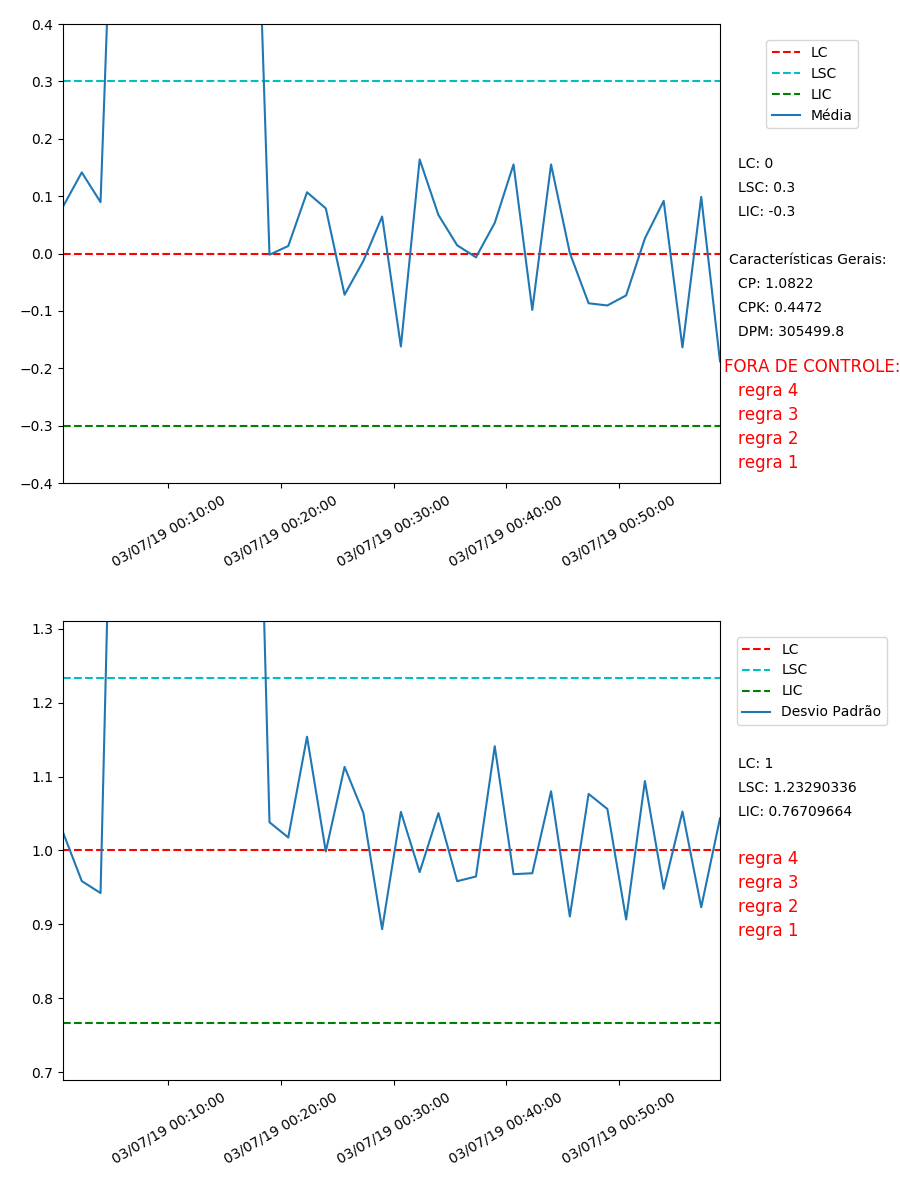 0.4
0.3
0.2
0.1
0.0
−0.1
−0.2
−0.3
−0.4
03/07/19 00:10:00
03/07/19 00:20:00
03/07/19 00:30:00
03/07/19 00:40:00
03/07/19 00:50:00
LC
LSC
LIC
Média
LC: 0
LSC: 0.3
LIC: -0.3
Características Gerais:
CP: 1.0822
CPK: 0.4472
DPM: 305499.8
FORA DE CONTROLE:
regra 4
regra 3
regra 2
regra 1
1.3
1.2
1.1
1.0
0.9
0.8
0.7
03/07/19 00:10:00
03/07/19 00:20:00
03/07/19 00:30:00
03/07/19 00:40:00
03/07/19 00:50:00
LC
LSC
LIC
Desvio Padrão
LC: 1
LSC: 1.23290336
LIC: 0.76709664
regra 4
regra 3
regra 2
regra 1